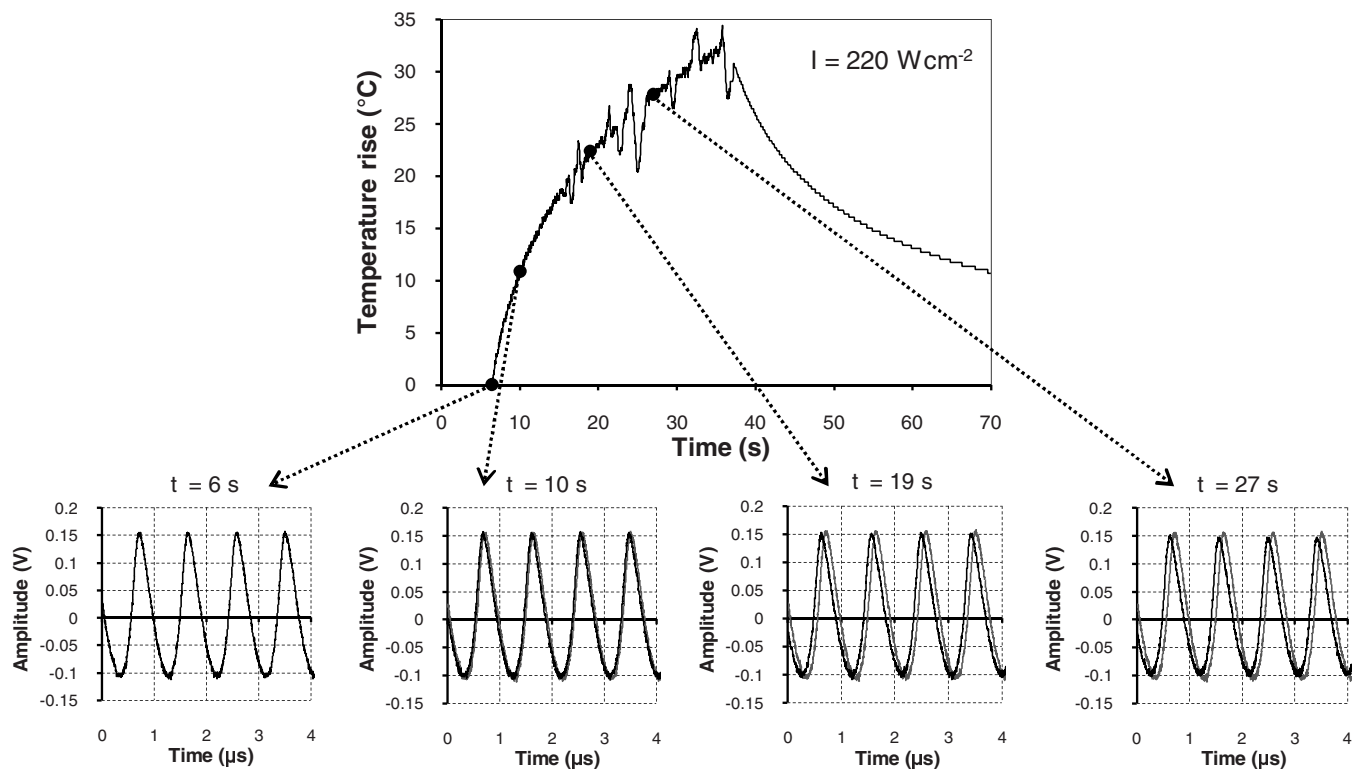 35
30
25
20
15
10
5
0
Temperature rise (°C)
I = 220 Wcm-2
0 10 20 30 40 50 60 70
Time (s)
t = 6 s
0.2
0.15
0.1
0.05
0
-0.05
-0.1
-0.15
Amplitude (V)
0 1 2 3 4
Time (µs)
t = 10 s
0.2
0.15
0.1
0.05
0
-0.05
-0.1
-0.15
Amplitude (V)
0 1 2 3 4
Time (µs)
t = 19 s
0.2
0.15
0.1
0.05
0
-0.05
-0.1
-0.15
Amplitude (V)
0 1 2 3 4
Time (µs)
t = 27 s
0.2
0.15
0.1
0.05
0
-0.05
-0.1
-0.15
Amplitude (V)
0 1 2 3 4
Time (µs)